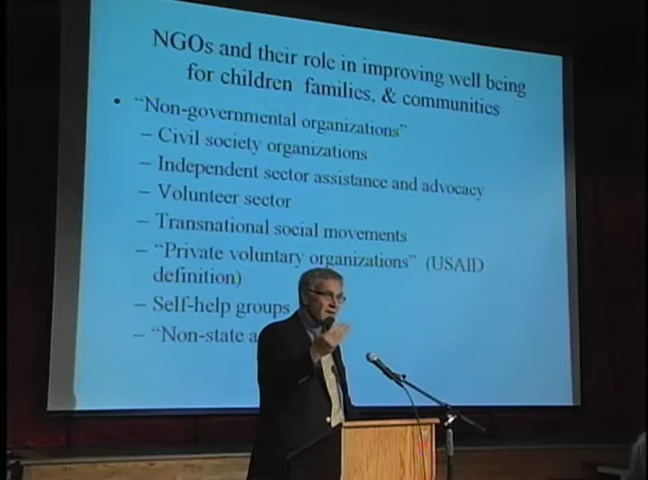 NGOs and their role in improving well being
for children families, & communities
• "Non-governmental organizations"
– Civil society organizations
– Independent sector assistance and advocacy
– Volunteer sector
– Transnational social movements
– "Private voluntary organizations" (USAID
definition)
– Self-help groups
– "Non-state